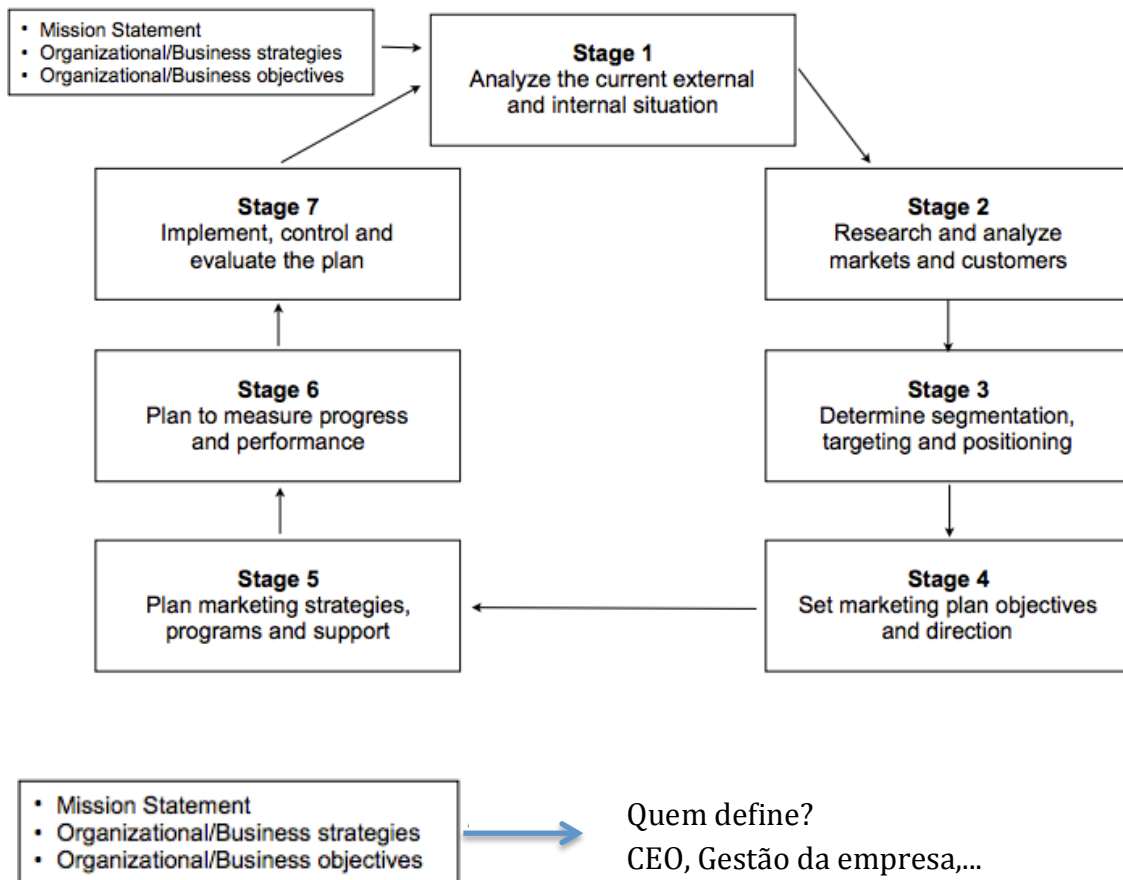 • Mission Statement
• Organizational/Business strategies
• Organizational/Business objectives
Stage 1
Analyze the current external
and internal situation
Stage 7
Implement, control and
evaluate the plan
Stage 2
Research and analyze
markets and customers
Stage 6
Plan to measure progress
and performance
Stage 3
Determine segmentation,
targeting and positioning
Stage 5
Plan marketing strategies,
programs and support
Stage 4
Set marketing plan objectives
and direction
• Mission Statement
• Organizational/Business strategies
• Organizational/Business objectives
Quem define?
CEO, Gestão da empresa,...